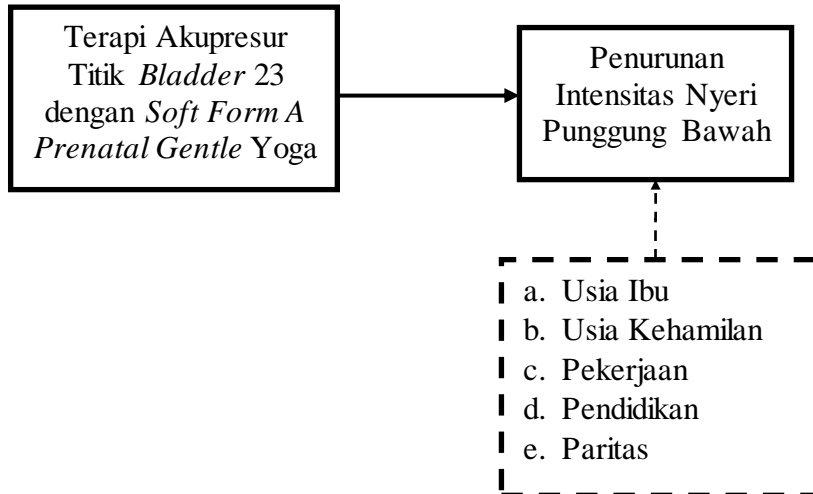 Terapi Akupresur
Titik Bladder 23
dengan Soft Form A
Prenatal Gentle Yoga
Penurunan
Intensitas Nyeri
Punggung Bawah
a. Usia Ibu
b. Usia Kehamilan
c. Pekerjaan
d. Pendidikan
e. Paritas